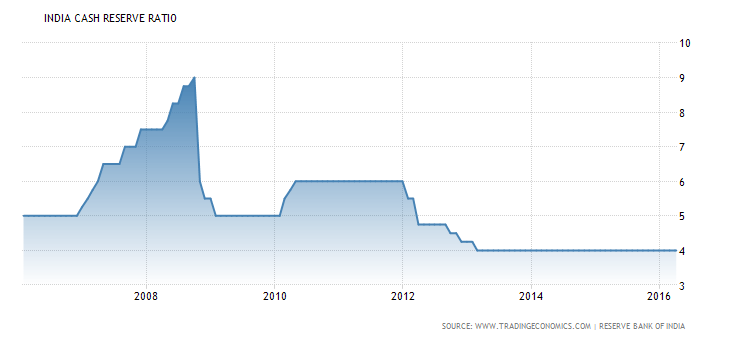 INDIA CASH RESERVE RATIO
10
9
8
7
6
5
4
3
2008 2010 2012 2014 2016
SOURCE: WWW.TRADINGECONOMICS.COM | RESERVE BANK OF INDIA